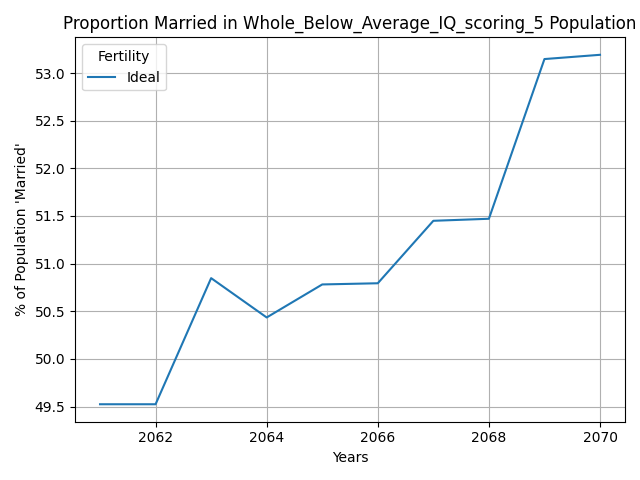 Proportion Married in Whole_Below_Average_IQ_scoring_5 Population
Fertility
Ideal
53.0
52.5
52.0
51.5
51.0
50.5
50.0
49.5
% of Population 'Married'
2062
2064
2066
2068
2070
Years